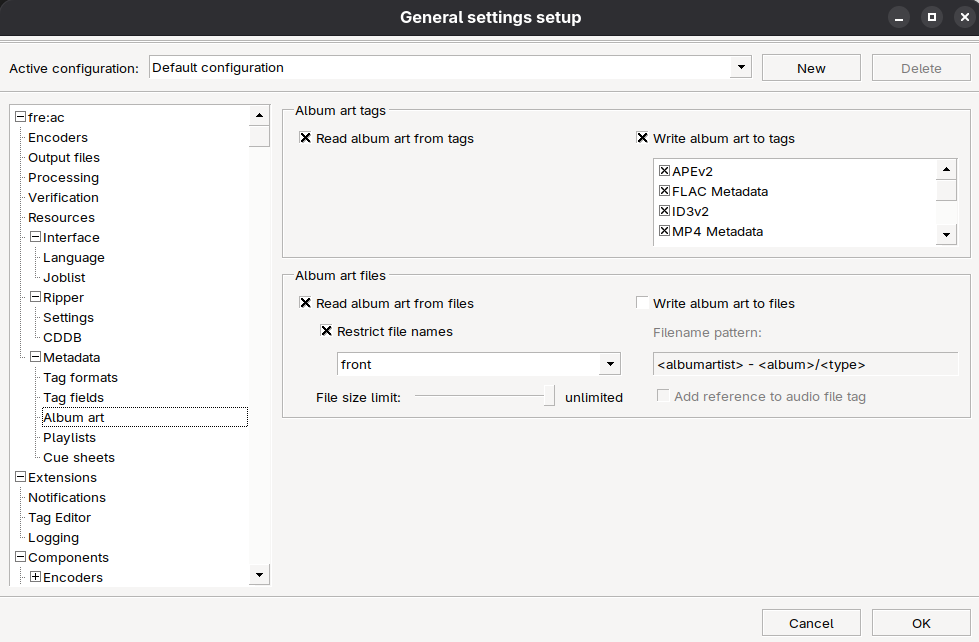 General settings setup
Active configuration: Default configuration New Delete
fre:ac
Encoders
Output files
Processing
Verification
Resources
Interface
Language
Joblist
Ripper
Settings
CDDB
Metadata
Tag formats
Tag fields
Album art
Playlists
Cue sheets
Extensions
Notifications
Tag Editor
Logging
Components
Encoders
Album art tags
Read album art from tags
Write album art to tags
APEv2
FLAC Metadata
ID3v2
MP4 Metadata
Album art files
Read album art from files
Restrict file names
front
File size limit: unlimited
Write album art to files
Filename pattern:
<albumartist> - <album>/<type>
Add reference to audio file tag
Cancel OK